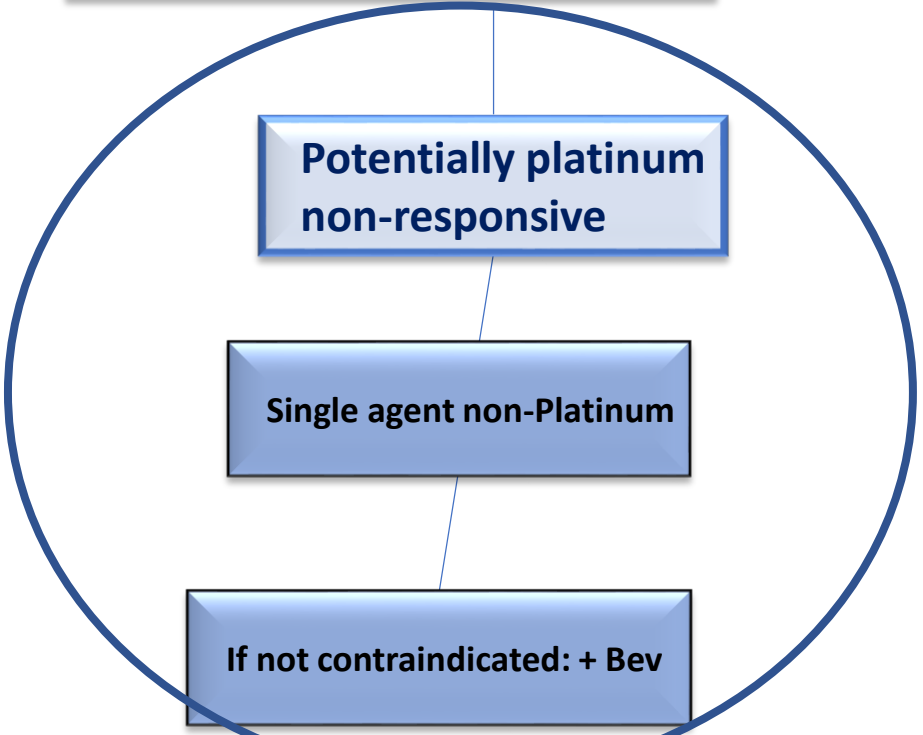 Potentially platinum
non-responsive
Single agent non-Platinum
If not contraindicated: + Bev